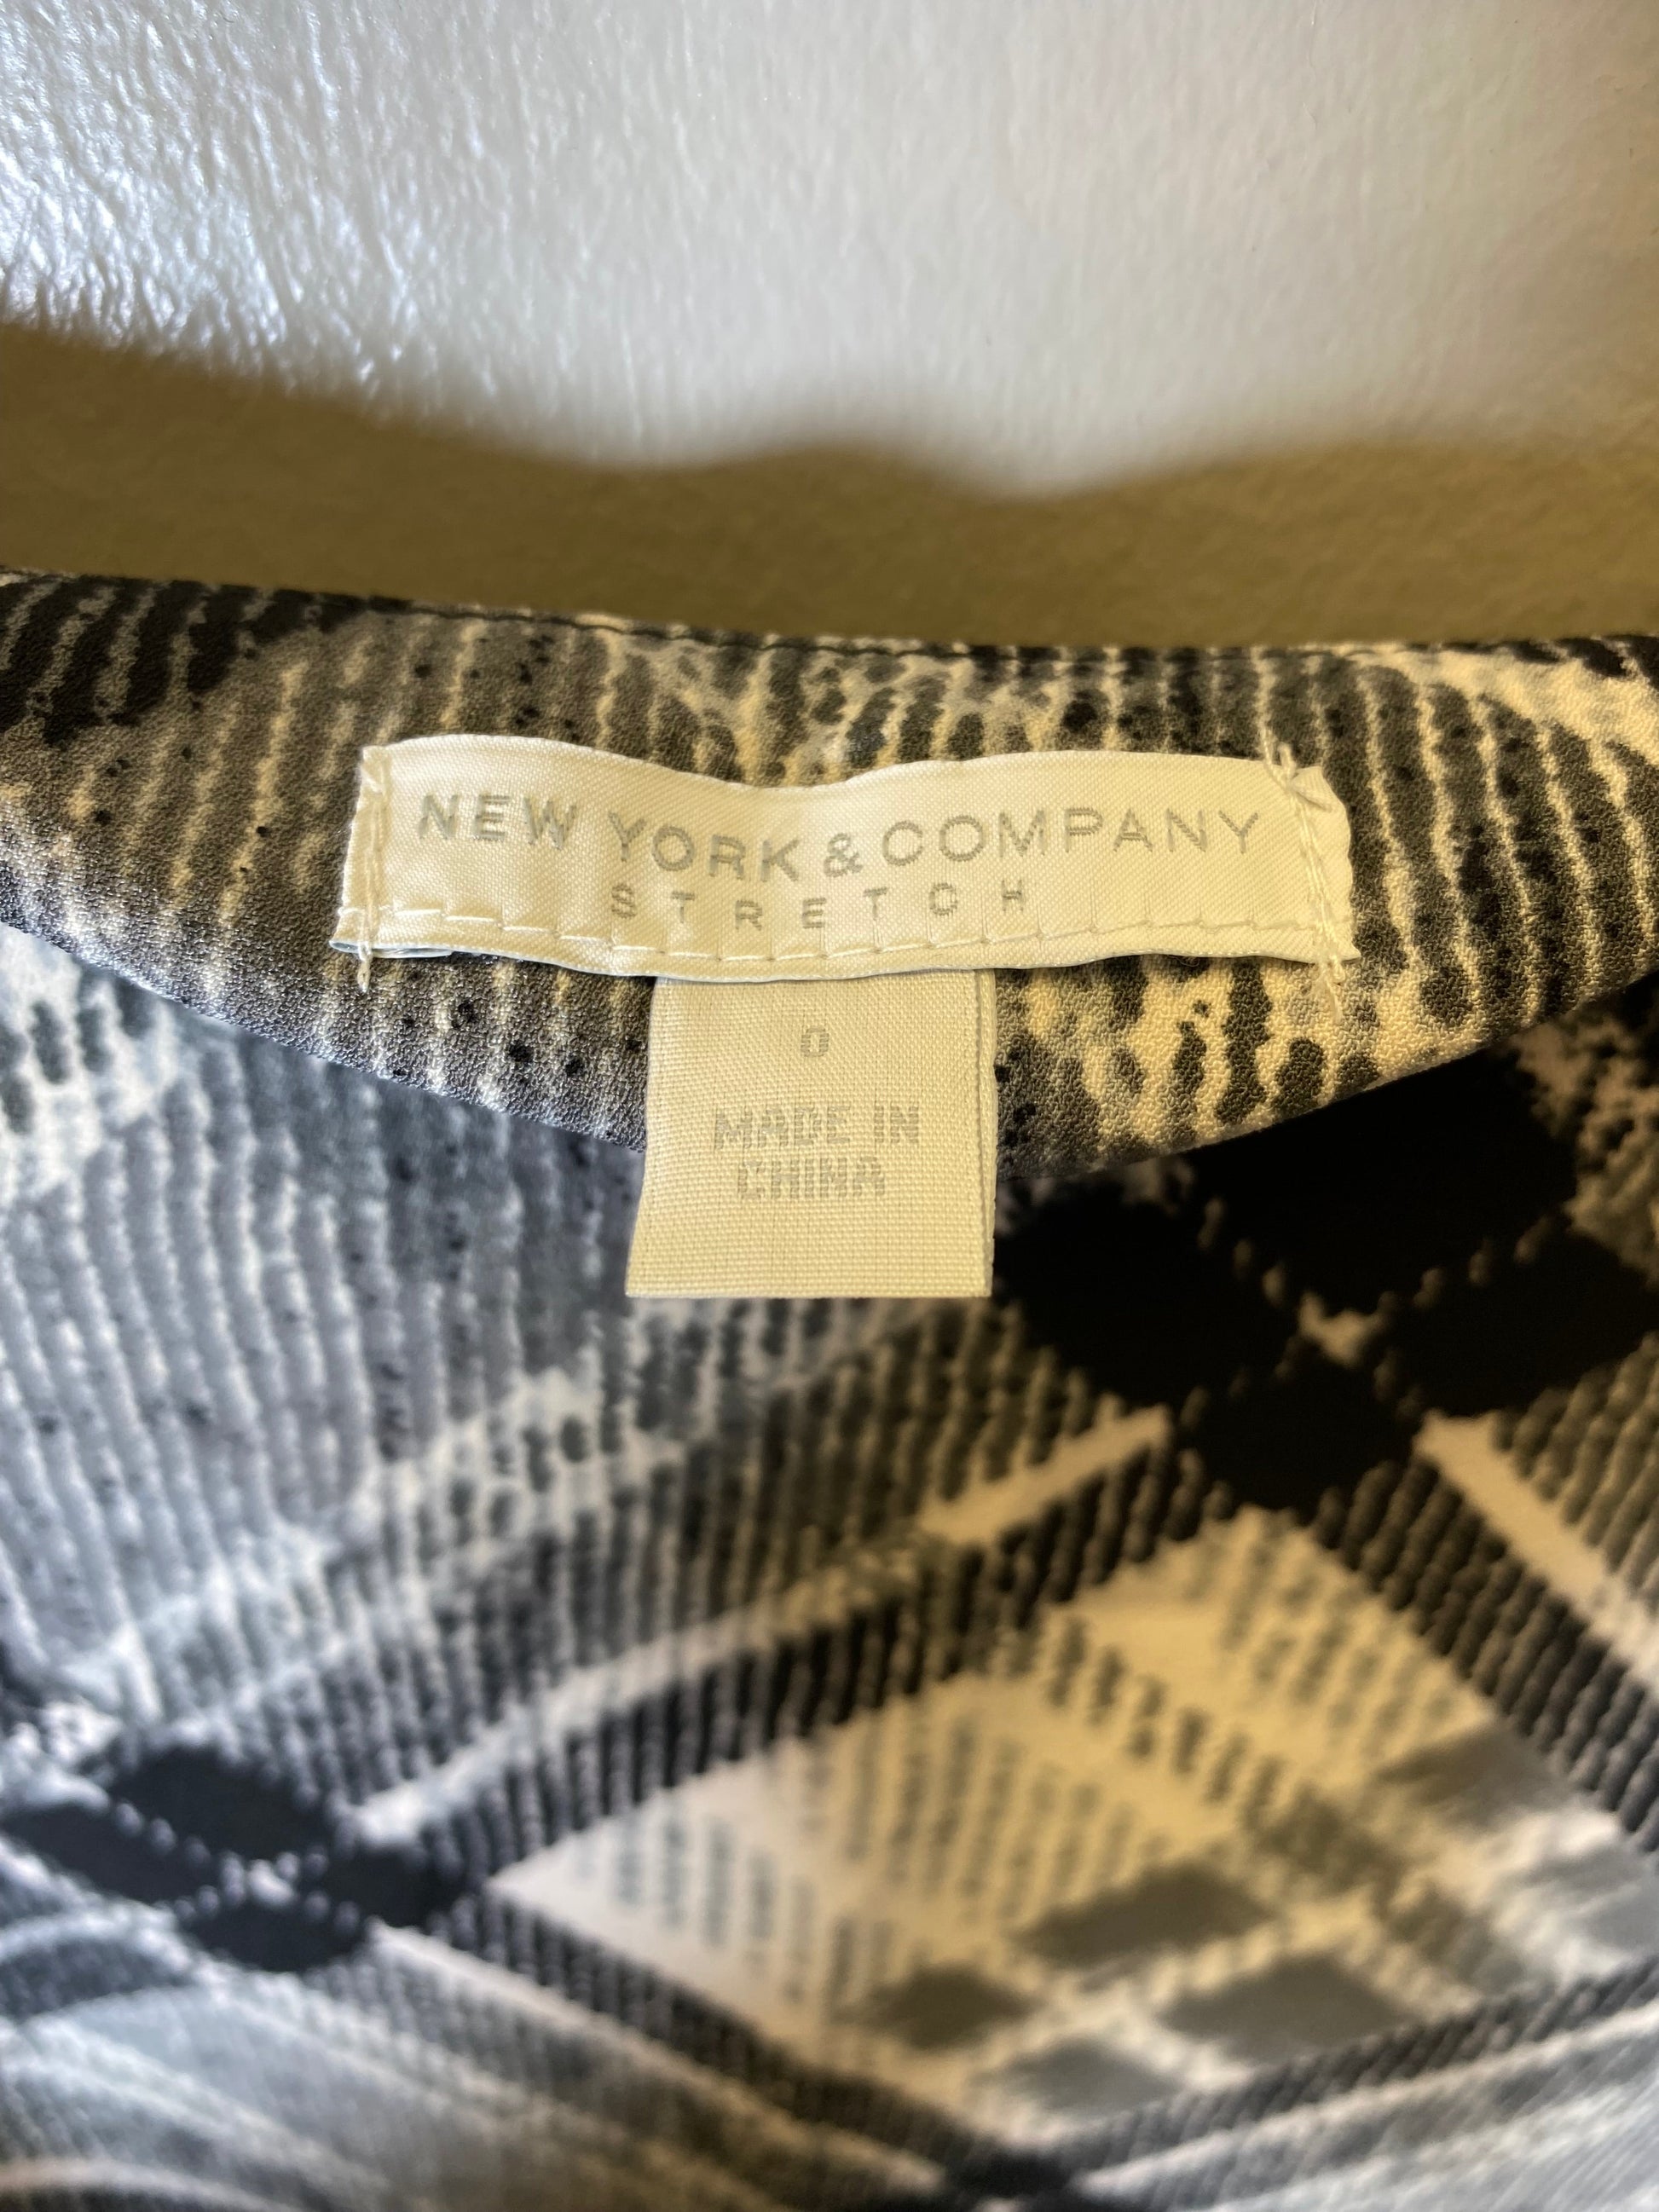 NEW YORK & COMPANY
STRETCH
0
MADE IN
CHINA